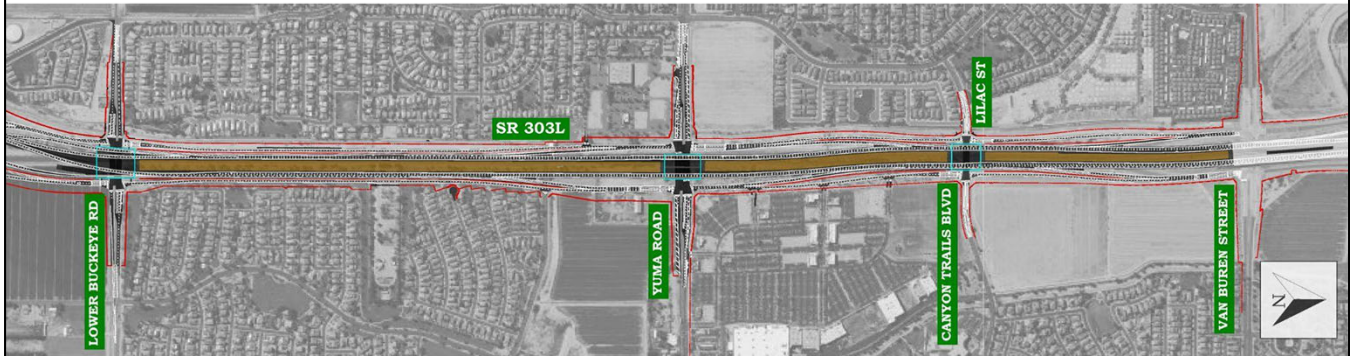 LOWER BUCKEYE RD
SR 303L
YUMA ROAD
LILAC ST
CANYON TRAILS BLVD
VAN BUREN STREET
N